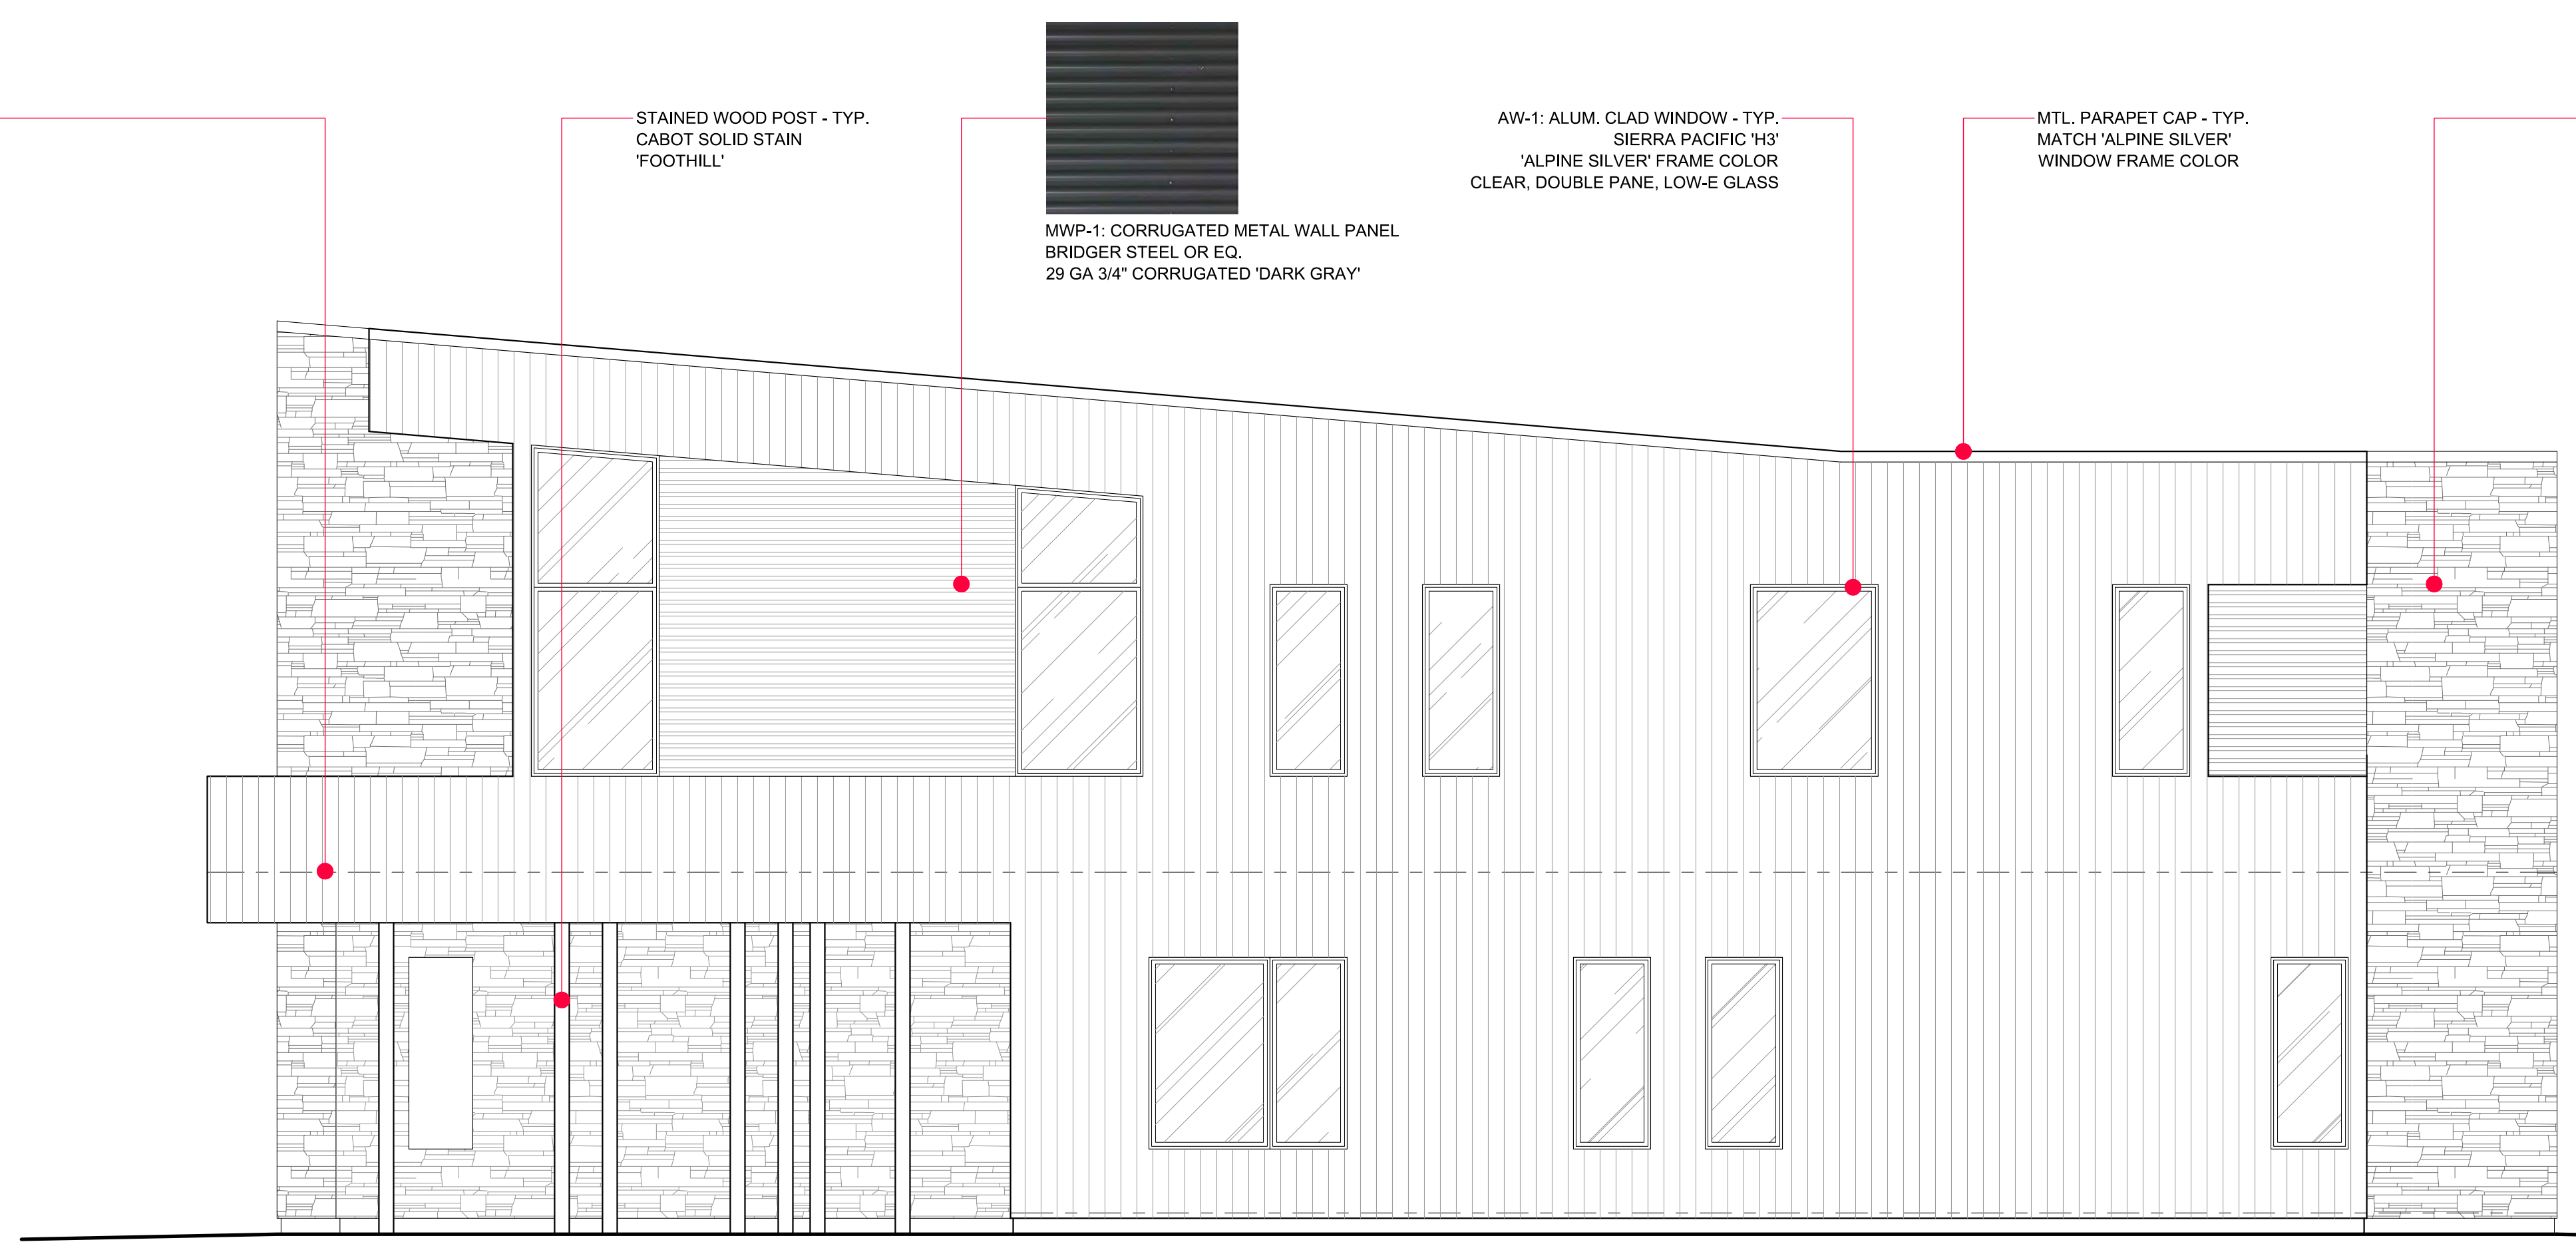 STAINED WOOD POST - TYP.
CABOT SOLID STAIN
'FOOTHILL'
MWP-1: CORRUGATED METAL WALL PANEL
BRIDGER STEEL OR EQ.
29 GA 3/4" CORRUGATED 'DARK GRAY'
AW-1: ALUM. CLAD WINDOW - TYP.
SIERRA PACIFIC 'H3'
'ALPINE SILVER' FRAME COLOR
CLEAR, DOUBLE PANE, LOW-E GLASS
MTL. PARAPET CAP - TYP.
MATCH 'ALPINE SILVER'
WINDOW FRAME COLOR